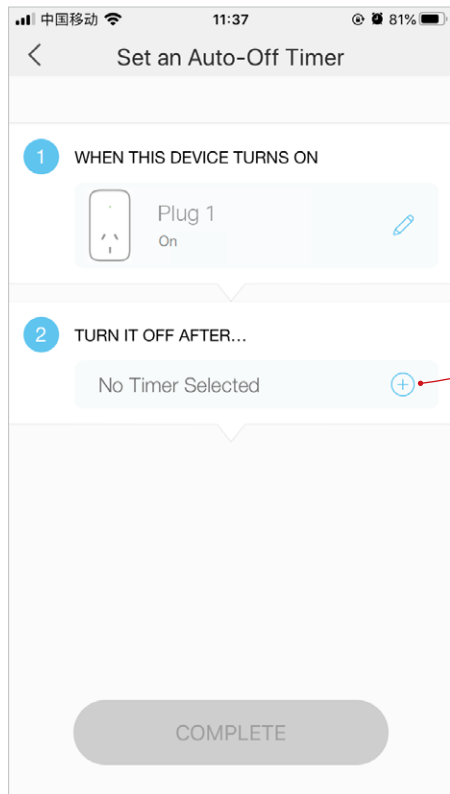 中国移动 11:37 81%
Set an Auto-Off Timer
1 WHEN THIS DEVICE TURNS ON
Plug 1
On
2 TURN IT OFF AFTER...
No Timer Selected
COMPLETE